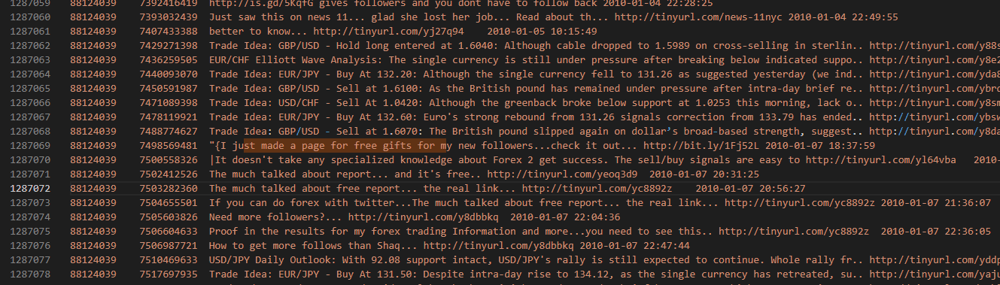 1287059 88124039 7392416419 http://is.gd/5KqfG gives followers and you dont have to follow back 2010-01-04 22:28:25
1287060 88124039 7393032439 Just saw this on news 11... glad she lost her job... Read about th... http://tinyurl.com/news-11nyc 2010-01-04 22:49:55
1287061 88124039 7407433388 better to know... http://tinyurl.com/yj27q94 2010-01-05 10:15:49
1287062 88124039 7429271398 Trade Idea: GBP/USD - Hold long entered at 1.6040: Although cable dropped to 1.5989 on cross-selling in sterlin.. http://tinyurl.com/y88s
1287063 88124039 7436259505 EUR/CHF Elliott Wave Analysis: The single currency is still under pressure after breaking below indicated suppo.. http://tinyurl.com/y8e2
1287064 88124039 7440093070 Trade Idea: EUR/JPY - Buy At 132.20: Although the single currency fell to 131.26 as suggested yesterday (we ind.. http://tinyurl.com/yda8
1287065 88124039 7450591987 Trade Idea: GBP/USD - Sell at 1.6100: As the British pound has remained under pressure after intra-day brief re.. http://tinyurl.com/ybro
1287066 88124039 7471089398 Trade Idea: USD/CHF - Buy At 1.0420: Although the greenback broke below support at 1.0253 this morning, lack o.. http://tinyurl.com/y8sm
1287067 88124039 7478119921 Trade Idea: EUR/JPY - Buy At 132.60: Euro's strong rebound from 131.26 signals correction from 133.79 has ended.. http://tinyurl.com/ybsw
1287068 88124039 7488774627 Trade Idea: GBP/USD - Sell at 1.6070: The British pound slipped again on dollar’s broad-based strength, suggest.. http://tinyurl.com/y8da
1287069 88124039 7498569481 "{I just made a page for free gifts for my new followers...check it out... http://bit.ly/1Fj52L 2010-01-07 18:37:59
1287070 88124039 7500558326 |It doesn't take any specialized knowledge about Forex 2 get success. The sell/buy signals are easy to http://tinyurl.com/yl64vba 2010-
1287071 88124039 7502412526 The much talked about report... and it's free.. http://tinyurl.com/yeoq3d9 2010-01-07 20:31:25
1287072 88124039 7503282360 The much talked about free report... the real link... http://tinyurl.com/yc8892z 2010-01-07 20:56:27
1287073 88124039 7504655501 If you can do forex with twitter...The much talked about free report... the real link... http://tinyurl.com/yc8892z 2010-01-07 21:36:07
1287074 88124039 7505603826 Need more followers?... http://tinyurl.com/y8dbbkq 2010-01-07 22:04:36
1287075 88124039 7506604633 Proof in the results for my forex trading Information and more...you need to see this.. http://tinyurl.com/yc8892z 2010-01-07 22:36:05
1287076 88124039 7506987721 How to get more follows than Shaq... http://tinyurl.com/y8dbbkq 2010-01-07 22:47:44
1287077 88124039 7510469633 USD/JPY Daily Outlook: With 92.08 support intact, USD/JPY's rally is still expected to continue. Whole rally fr.. http://tinyurl.com/yddp
1287078 88124039 7517697935 Trade Idea: EUR/JPY - Buy At 131.50: Despite intra-day rise to 134.12, as the single currency has retreated, su.. http://tinyurl.com/yaju